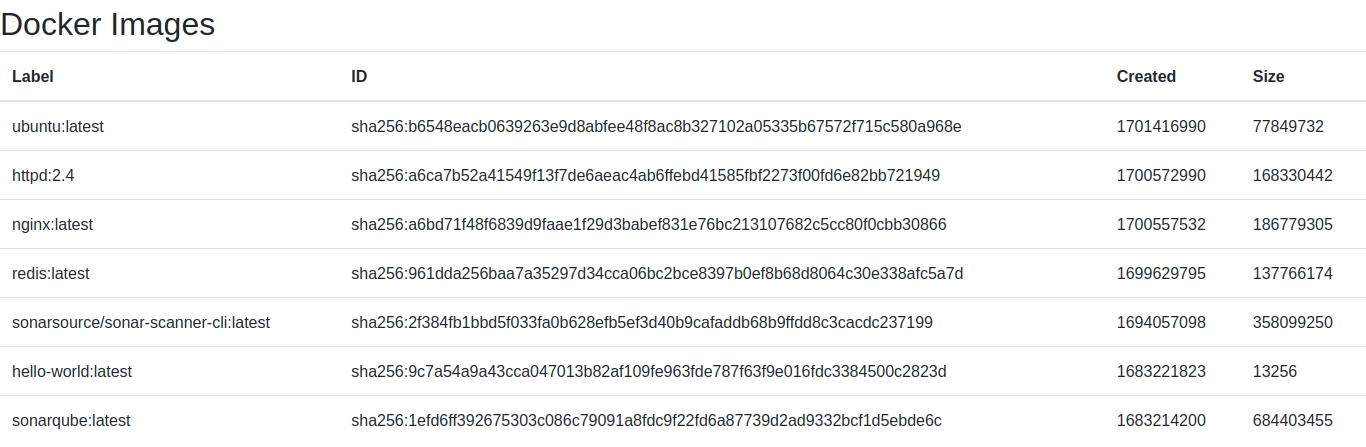 Docker Images
Label ID Created Size
ubuntu:latest sha256:b6548eacb0639263e9d8abfee48f8ac8b327102a05335b67572f715c580a968e 1701416990 77849732
httpd:2.4 sha256:a6ca7b52a41549f13f7de6aeac4ab6ffebd41585fbf2273f00fd6e82bb721949 1700572990 168330442
nginx:latest sha256:a6bd71f48f6839d9faae1f29d3babef831e76bc213107682c5cc80f0cbb30866 1700557532 186779305
redis:latest sha256:961dda256baa7a35297d34cca06bc2bce8397b0ef8b68d8064c30e338afc5a7d 1699629795 137766174
sonarsource/sonar-scanner-cli:latest sha256:2f384fb1bbd5f033fa0b628efb5ef3d40b9cafaddb68b9ffdd8c3cacdc237199 1694057098 358099250
hello-world:latest sha256:9c7a54a9a43cca047013b82af109fe963fde787f63f9e016fdc3384500c2823d 1683221823 13256
sonarqube:latest sha256:1efd6ff392675303c086c79091a8fdc9f22fd6a87739d2ad9332bcf1d5ebde6c 1683214200 684403455